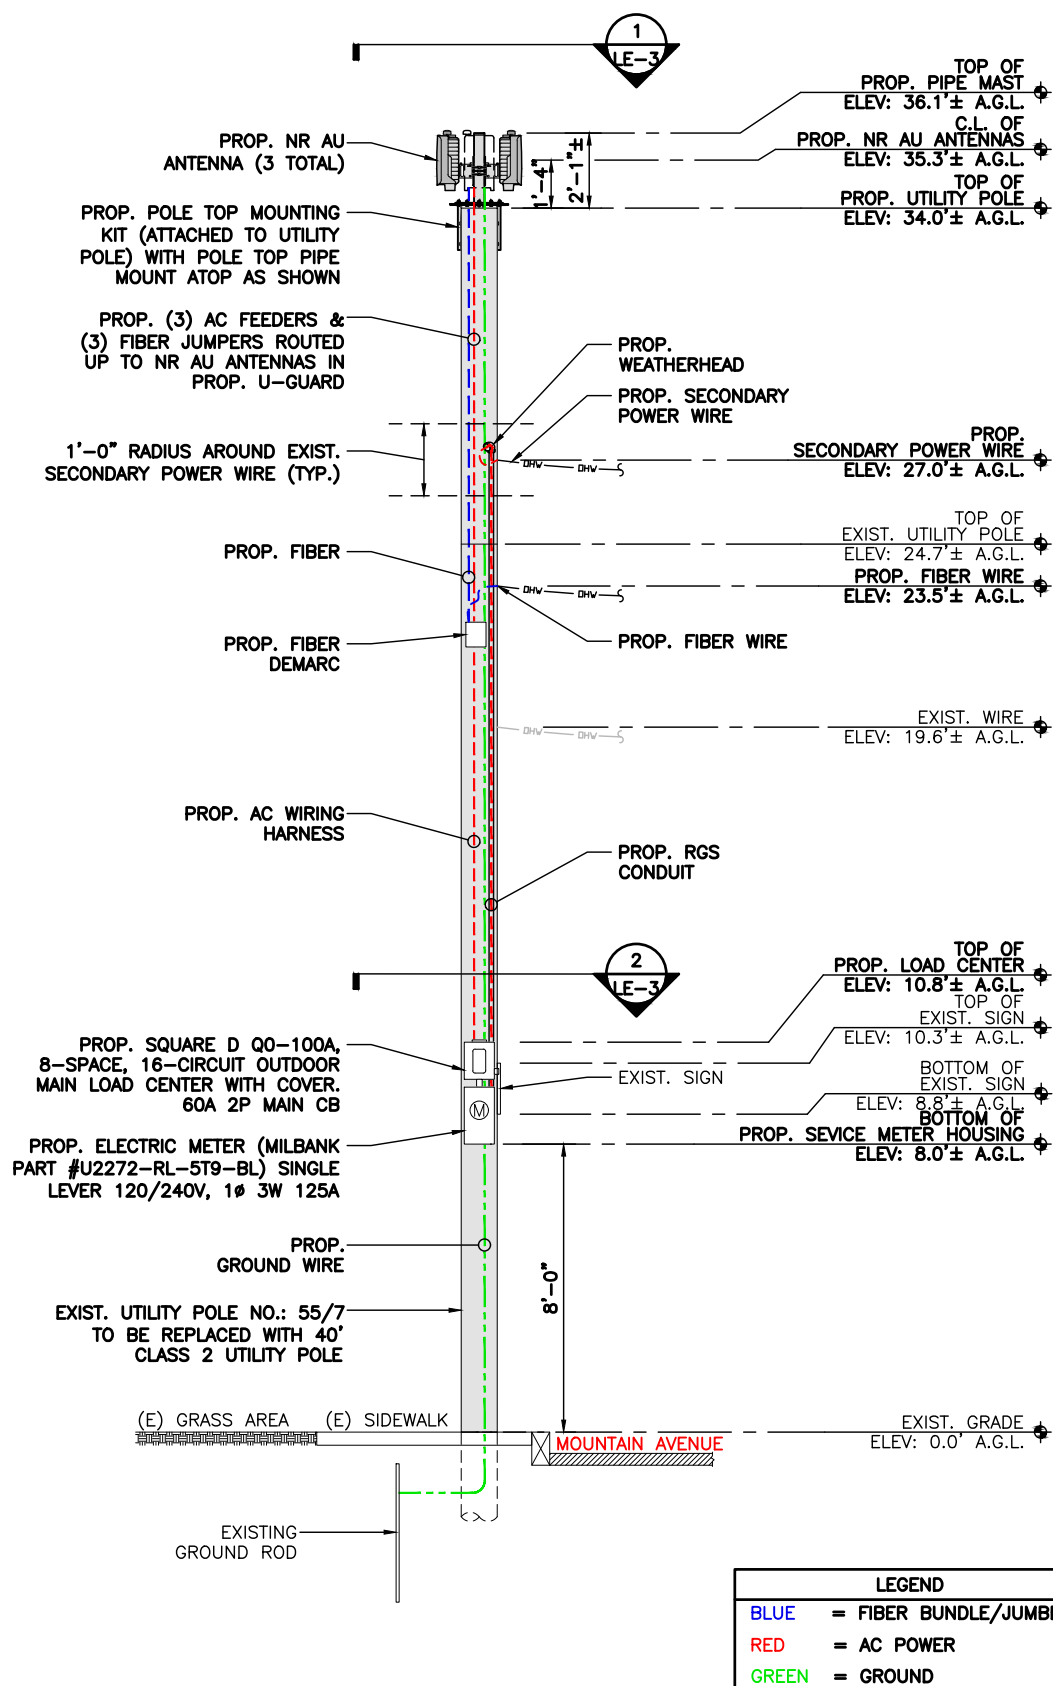 1
LE-3
TOP OF
PROP. PIPE MAST
ELEV: 36.1'± A.G.L.
C.L. OF
PROP. NR AU ANTENNAS
ELEV: 35.3'± A.G.L.
TOP OF
PROP. UTILITY POLE
ELEV: 34.0'± A.G.L.
PROP. NR AU
ANTENNA (3 TOTAL)
1'-4"
2'-1"±
PROP. POLE TOP MOUNTING
KIT (ATTACHED TO UTILITY
POLE) WITH POLE TOP PIPE
MOUNT ATOP AS SHOWN
PROP. (3) AC FEEDERS &
(3) FIBER JUMPERS ROUTED
UP TO NR AU ANTENNAS IN
PROP. U-GUARD
PROP.
WEATHERHEAD
PROP. SECONDARY
POWER WIRE
1'-0" RADIUS AROUND EXIST.
SECONDARY POWER WIRE (TYP.)
OHW OHW
PROP.
SECONDARY POWER WIRE
ELEV: 27.0'± A.G.L.
TOP OF
EXIST. UTILITY POLE
ELEV: 24.7'± A.G.L.
PROP. FIBER
OHW OHW
PROP. FIBER WIRE
ELEV: 23.5'± A.G.L.
PROP. FIBER
DEMARC
PROP. FIBER WIRE
OHW OHW
EXIST. WIRE
ELEV: 19.6'± A.G.L.
PROP. AC WIRING
HARNESS
PROP. RGS
CONDUIT
2
LE-3
TOP OF
PROP. LOAD CENTER
ELEV: 10.8'± A.G.L.
TOP OF
EXIST. SIGN
ELEV: 10.3'± A.G.L.
PROP. SQUARE D QO-100A,
8-SPACE, 16-CIRCUIT OUTDOOR
MAIN LOAD CENTER WITH COVER.
60A 2P MAIN CB
EXIST. SIGN
BOTTOM OF
EXIST. SIGN
ELEV: 8.8'± A.G.L.
BOTTOM OF
PROP. SEVICE METER HOUSING
ELEV: 8.0'± A.G.L.
M
PROP. ELECTRIC METER (MILBANK
PART #U2272-RL-5T9-BL) SINGLE
LEVER 120/240V, 1ø 3W 125A
PROP.
GROUND WIRE
8'-0"
EXIST. UTILITY POLE NO.: 55/7
TO BE REPLACED WITH 40'
CLASS 2 UTILITY POLE
(E) GRASS AREA
(E) SIDEWALK
MOUNTAIN AVENUE
EXIST. GRADE
ELEV: 0.0' A.G.L.
EXISTING
GROUND ROD
LEGEND
BLUE = FIBER BUNDLE/JUMBE
RED = AC POWER
GREEN = GROUND